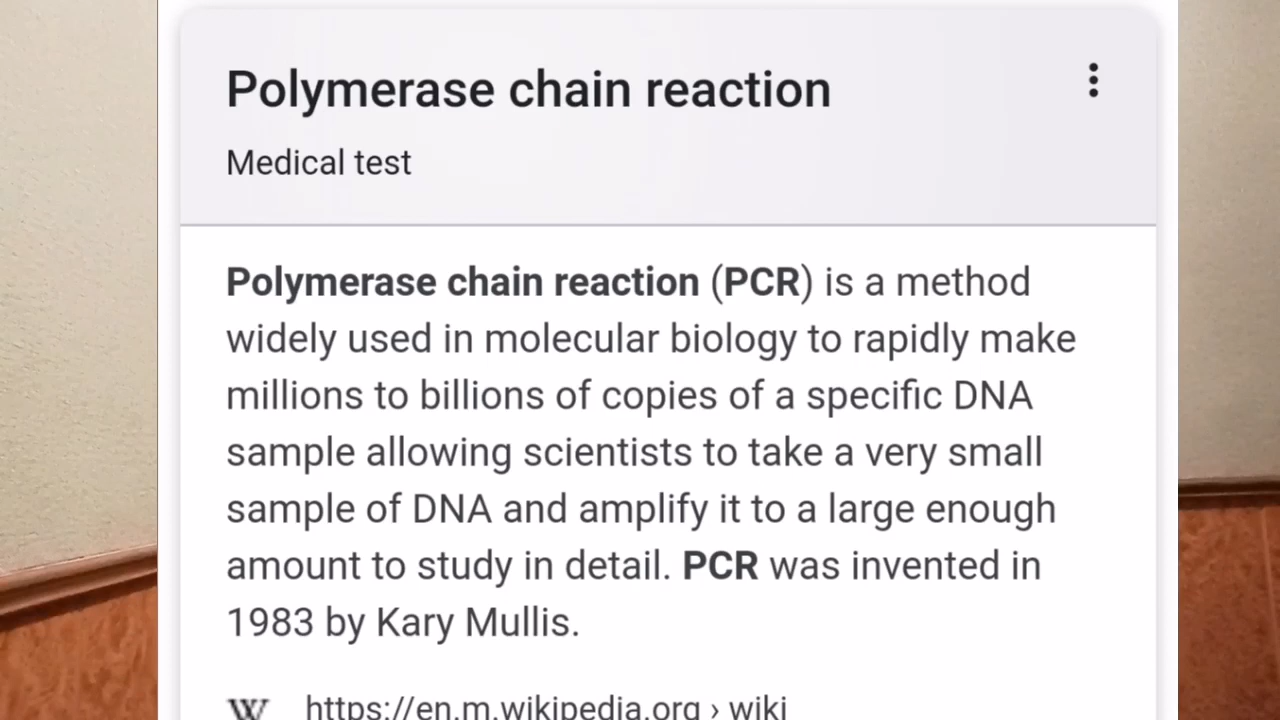 Polymerase chain reaction
Medical test
Polymerase chain reaction (PCR) is a method
widely used in molecular biology to rapidly make
millions to billions of copies of a specific DNA
sample allowing scientists to take a very small
sample of DNA and amplify it to a large enough
amount to study in detail. PCR was invented in
1983 by Kary Mullis.
W https://en.m.wikipedia.org › wiki